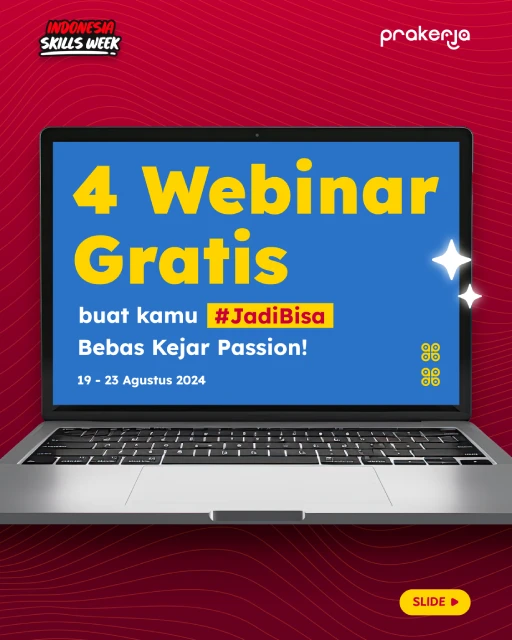 INDONESIA
SKILLS WEEK
prakerja
4 Webinar
Gratis
buat kamu #JadiBisa
Bebas Kejar Passion!
19 - 23 Agustus 2024
SLIDE